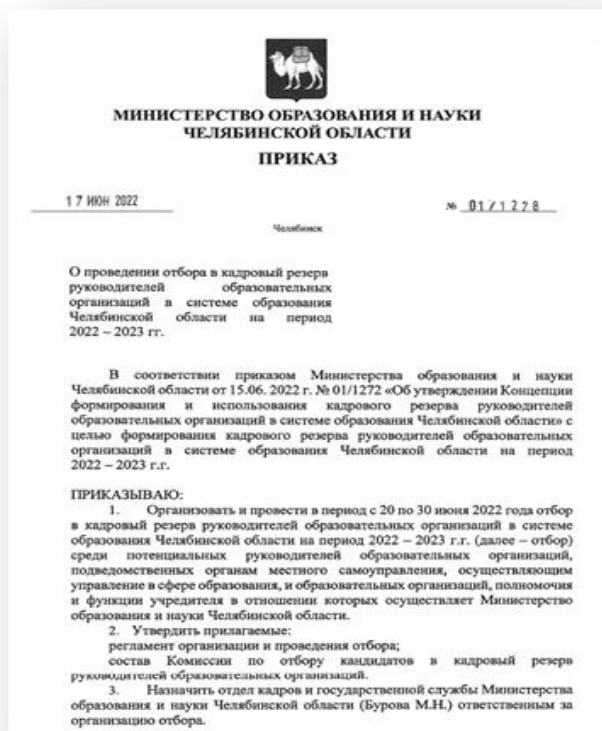 МИНИСТЕРСТВО ОБРАЗОВАНИЯ И НАУКИ
ЧЕЛЯБИНСКОЙ ОБЛАСТИ
ПРИКАЗ
17 ИЮН 2022
№ 01/1278
Челябинск
О проведении отбора в кадровый резерв
руководителей образовательных
организаций в системе образования
Челябинской области на период
2022 – 2023 гг.
В соответствии приказом Министерства образования и науки
Челябинской области от 15.06. 2022 г. № 01/1272 «Об утверждении Концепции
формирования и использования кадрового резерва руководителей
образовательных организаций в системе образования Челябинской области» с
целью формирования кадрового резерва руководителей образовательных
организаций в системе образования Челябинской области на период
2022 – 2023 г.г.
ПРИКАЗЫВАЮ:
1. Организовать и провести в период с 20 по 30 июня 2022 года отбор
в кадровый резерв руководителей образовательных организаций в системе
образования Челябинской области на период 2022 – 2023 г.г. (далее – отбор)
среди потенциальных руководителей образовательных организаций,
подведомственных органам местного самоуправления, осуществляющим
управление в сфере образования, и образовательных организаций, полномочия
и функции учредителя в отношении которых осуществляет Министерство
образования и науки Челябинской области.
2. Утвердить прилагаемые:
регламент организации и проведения отбора;
состав Комиссии по отбору кандидатов в кадровый резерв
руководителей образовательных организаций.
3. Назначить отдел кадров и государственной службы Министерства
образования и науки Челябинской области (Бурова М.Н.) ответственным за
организацию отбора.